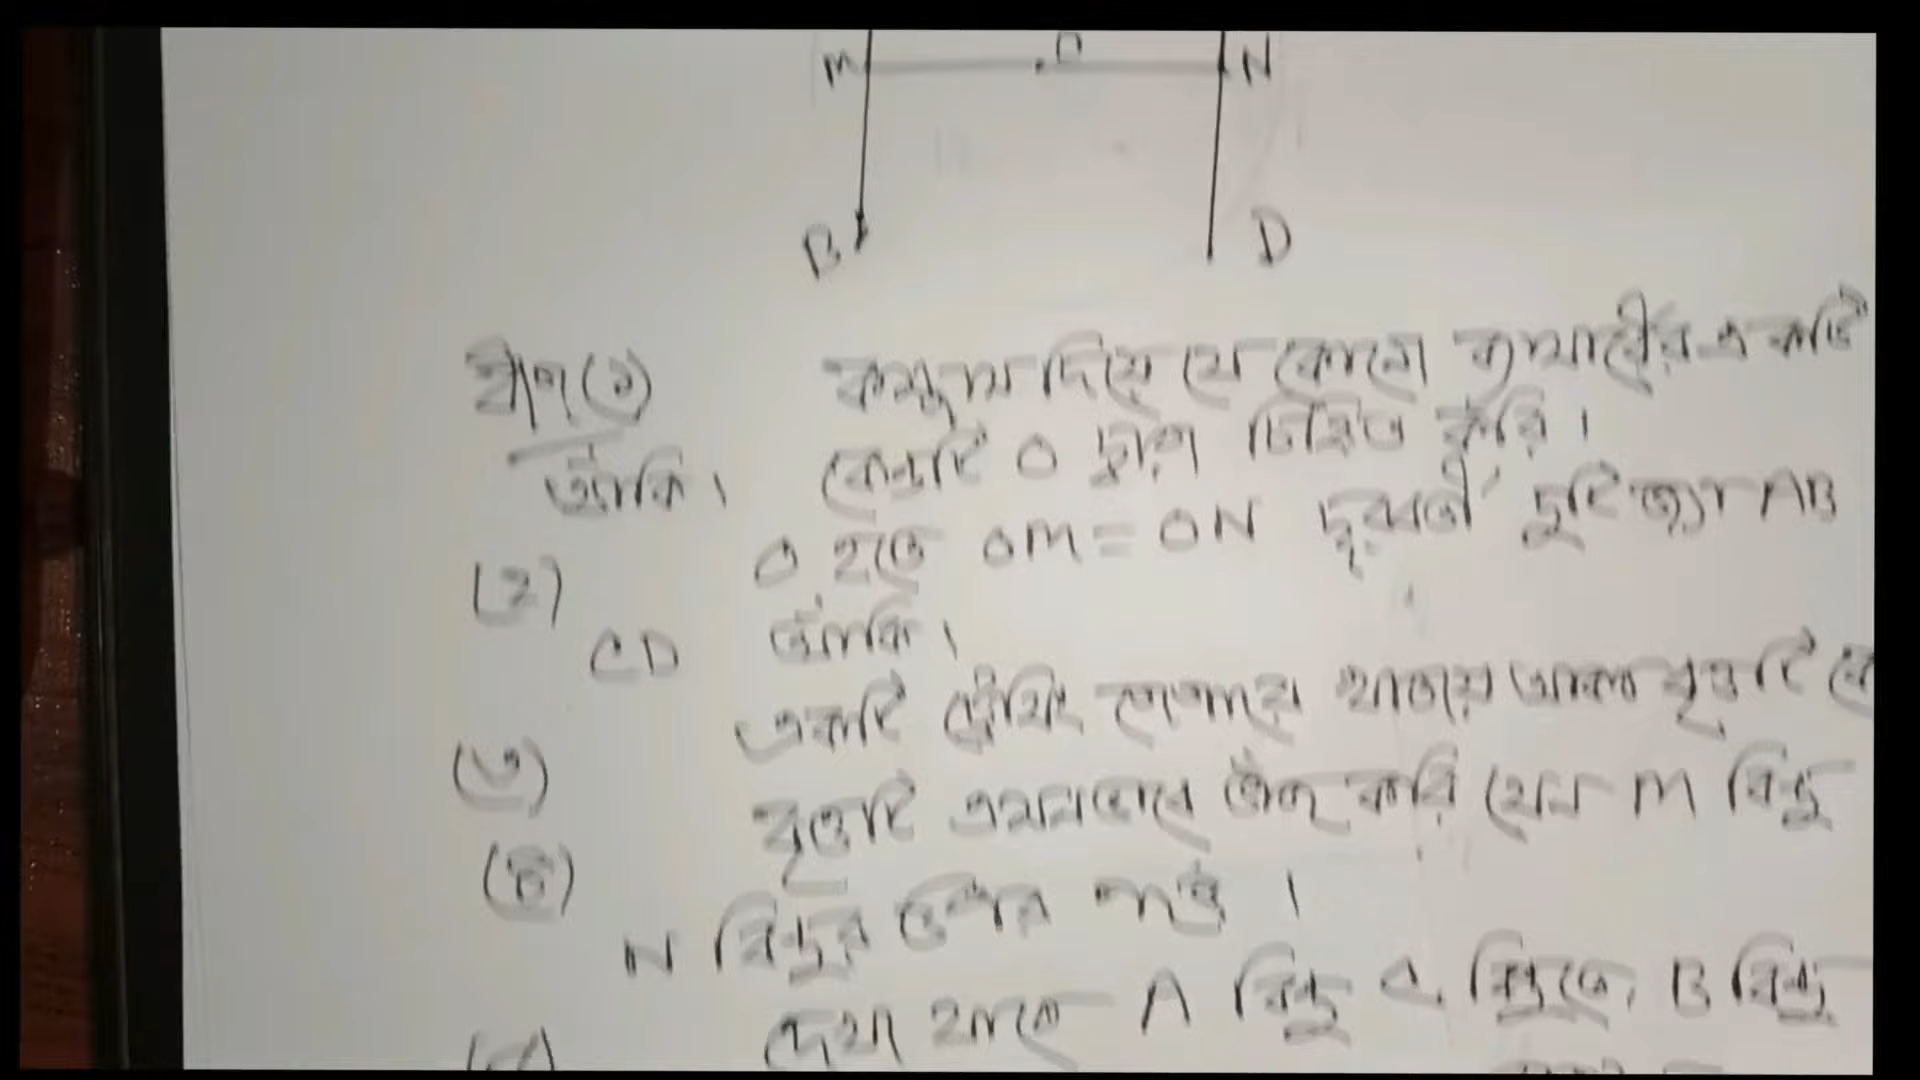 M O N
B D
ধাপ (১) কম্পাস দিয়ে যে কোনো ব্যাসার্ধের একটি
কেন্দ্রটি O দ্বারা চিহ্নিত করি।
আঁকি।
(২) O হতে OM = ON দূরবর্তী দুটি জ্যা AB
CD আঁকি।
(৩) একটি ট্রেসিং পেপারে খাতায় আঁকা বৃত্তটি
(৪) বৃত্তটি এমনভাবে ভাঁজ করি যেন M বিন্দু
N বিন্দুর উপর পড়ে।
দেখা যাবে A বিন্দু C বিন্দুতে, B বিন্দু